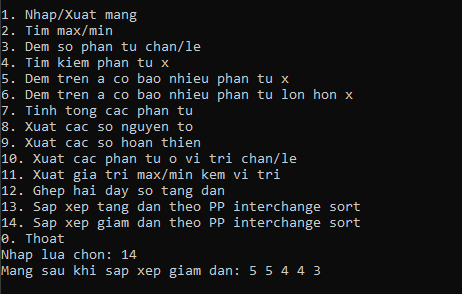 1. Nhap/Xuat mang
2. Tim max/min
3. Dem so phan tu chan/le
4. Tim kiem phan tu x
5. Dem tren a co bao nhieu phan tu x
6. Dem tren a co bao nhieu phan tu lon hon x
7. Tinh tong cac phan tu
8. Xuat cac so nguyen to
9. Xuat cac so hoan thien
10. Xuat cac phan tu o vi tri chan/le
11. Xuat gia tri max/min kem vi tri
12. Ghep hai day so tang dan
13. Sap xep tang dan theo PP interchange sort
14. Sap xep giam dan theo PP interchange sort
0. Thoat
Nhap lua chon: 14
Mang sau khi sap xep giam dan: 5 5 4 4 3